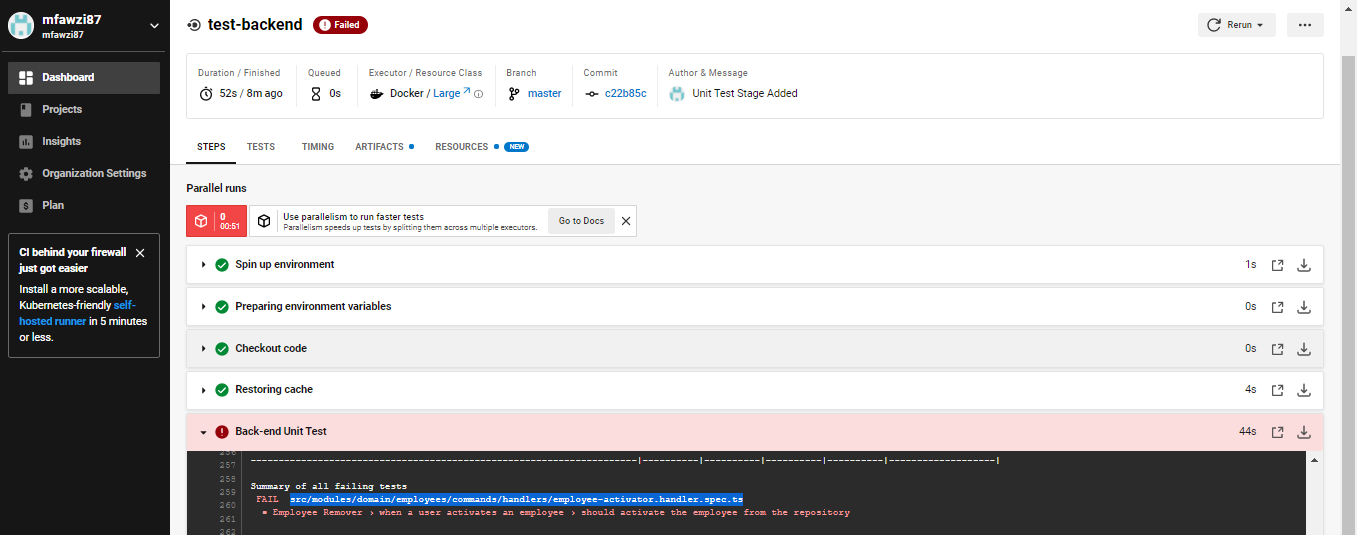 mfawzi87
mfawzi87
Dashboard
Projects
Insights
Organization Settings
Plan
CI behind your firewall
just got easier
Install a more scalable,
Kubernetes-friendly self-
hosted runner in 5 minutes
or less.
test-backend Failed
Rerun
Duration / Finished Queued Executor / Resource Class Branch Commit Author & Message
52s / 8m ago 0s Docker / Large master c22b85c Unit Test Stage Added
STEPS TESTS TIMING ARTIFACTS RESOURCES NEW
Parallel runs
0
00:51
Use parallelism to run faster tests
Parallelism speeds up tests by splitting them across multiple executors.
Go to Docs
Spin up environment 1s
Preparing environment variables 0s
Checkout code 0s
Restoring cache 4s
Back-end Unit Test 44s
256
257 ---------------------------------------------------------------------|----------|----------|----------|----------|-------------------|
258
259 Summary of all failing tests
260 FAIL src/modules/domain/employees/commands/handlers/employee-activator.handler.spec.ts
261 ● Employee Remover › when a user activates an employee › should activate the employee from the repository
262